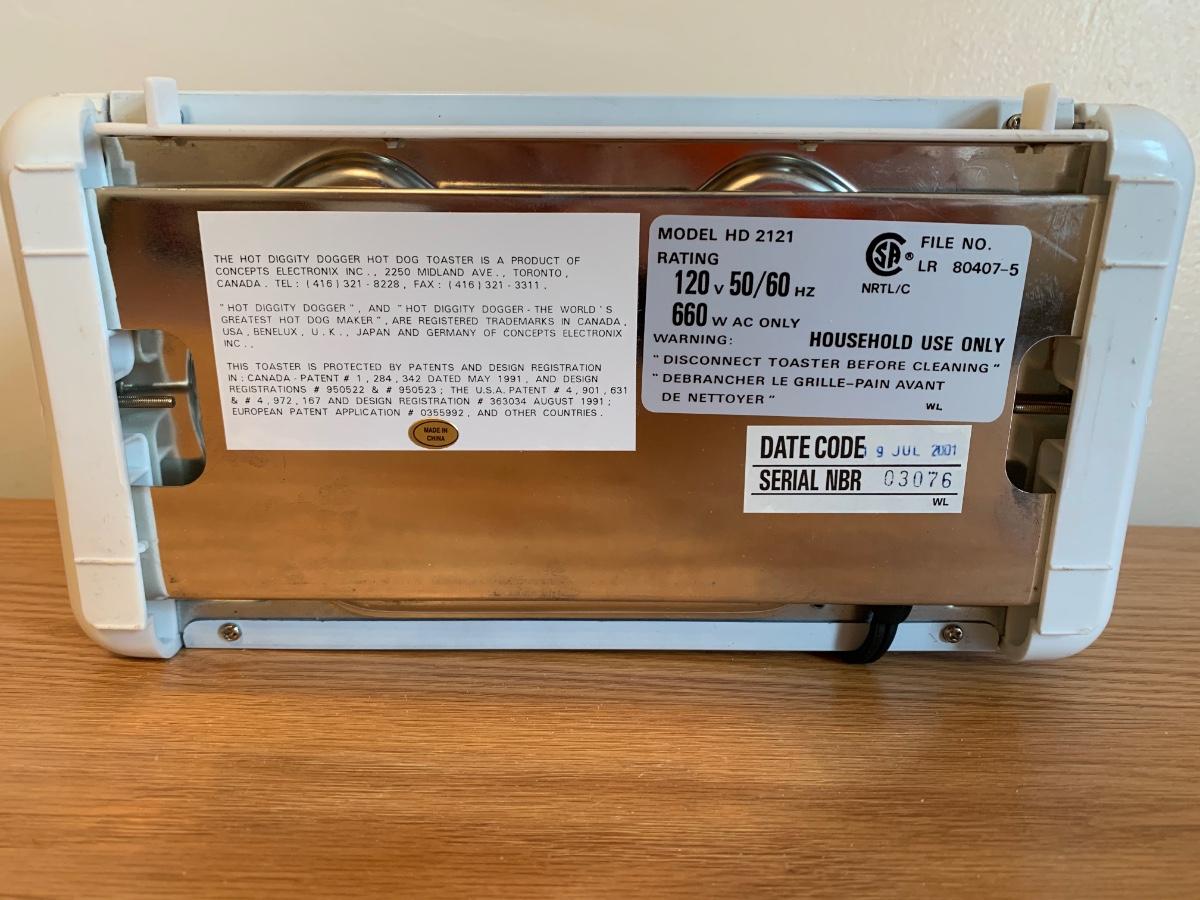 THE HOT DIGGITY DOGGER HOT DOG TOASTER IS A PRODUCT OF
CONCEPTS ELECTRONIX INC., 2250 MIDLAND AVE., TORONTO,
CANADA. TEL: (416) 321-8228, FAX: (416) 321-3311.
"HOT DIGGITY DOGGER", AND "HOT DIGGITY DOGGER-THE WORLD'S
GREATEST HOT DOG MAKER", ARE REGISTERED TRADEMARKS IN CANADA,
USA, BENELUX, U.K., JAPAN AND GERMANY OF CONCEPTS ELECTRONIX
INC..
THIS TOASTER IS PROTECTED BY PATENTS AND DESIGN REGISTRATION
IN: CANADA-PATENT # 1,284,342 DATED MAY 1991, AND DESIGN
REGISTRATIONS # 950522 & # 950523; THE U.S.A. PATENT # 4,901,631
& # 4,972,167 AND DESIGN REGISTRATION # 363034 AUGUST 1991;
EUROPEAN PATENT APPLICATION # 0355992, AND OTHER COUNTRIES.
MADE IN
CHINA
MODEL HD 2121
RATING
120 V 50/60 HZ
660 W AC ONLY
SA®
NRTL/C
FILE NO.
LR 80407-5
WARNING: HOUSEHOLD USE ONLY
"DISCONNECT TOASTER BEFORE CLEANING"
"DEBRANCHER LE GRILLE-PAIN AVANT
DE NETTOYER"
WL
DATE CODE 9 JUL 2001
SERIAL NBR 03076
WL